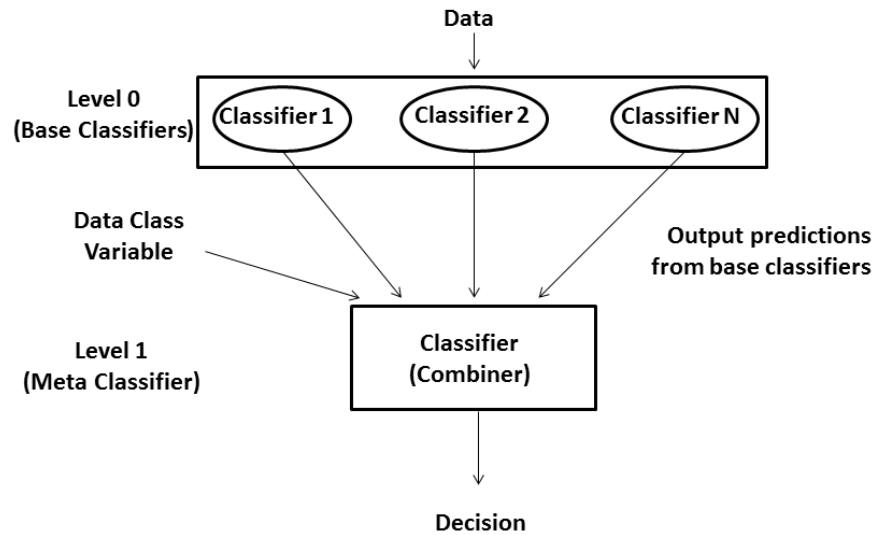 Data
Level 0
(Base Classifiers)
Classifier 1
Classifier 2
Classifier N
Data Class
Variable
Output predictions
from base classifiers
Level 1
(Meta Classifier)
Classifier
(Combiner)
Decision